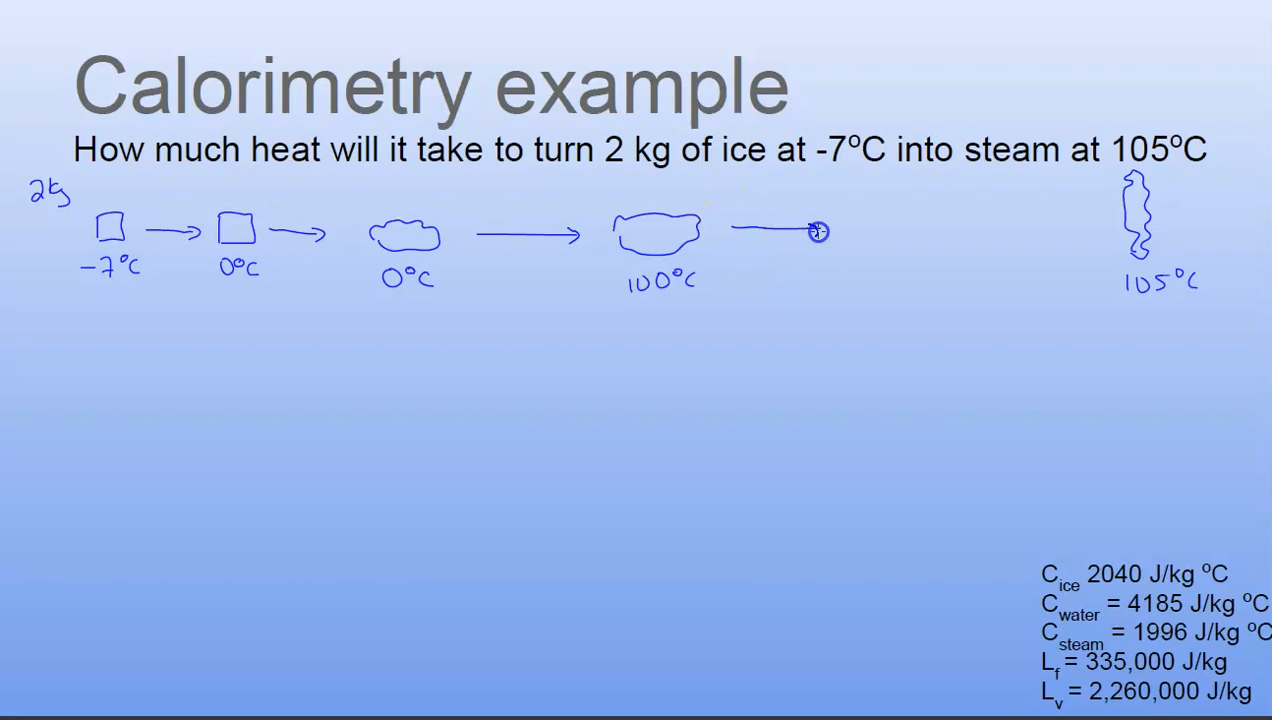 Calorimetry example
How much heat will it take to turn 2 kg of ice at -7°C into steam at 105°C
2kg
-7°C 0°C 0°C 100°C 105°C
C_ice 2040 J/kg °C
C_water = 4185 J/kg °C
C_steam = 1996 J/kg °C
L_f = 335,000 J/kg
L_v = 2,260,000 J/kg